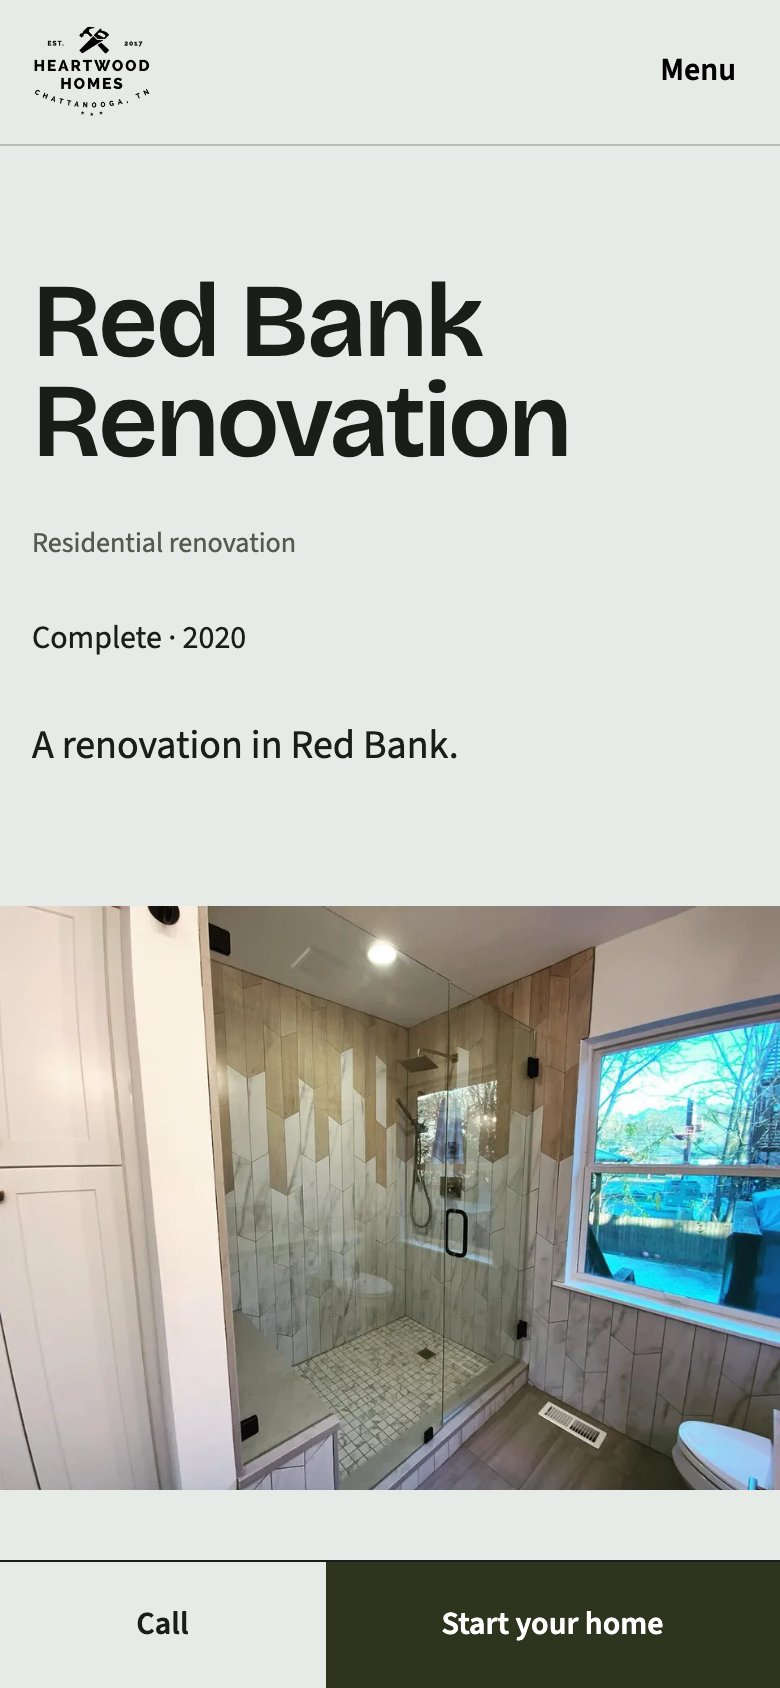 EST. 2017
HEARTWOOD
HOMES
CHATTANOOGA, TN
Menu
Red Bank
Renovation
Residential renovation
Complete · 2020
A renovation in Red Bank.
Call
Start your home